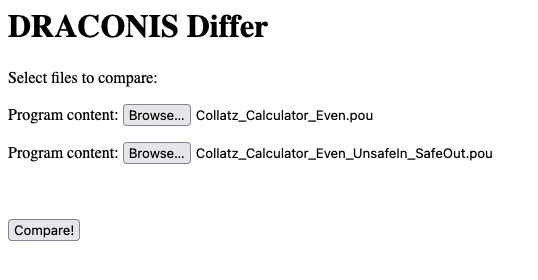 DRACONIS Differ
Select files to compare:
Program content: Browse... Collatz_Calculator_Even.pou
Program content: Browse... Collatz_Calculator_Even_UnsafeIn_SafeOut.pou
Compare!